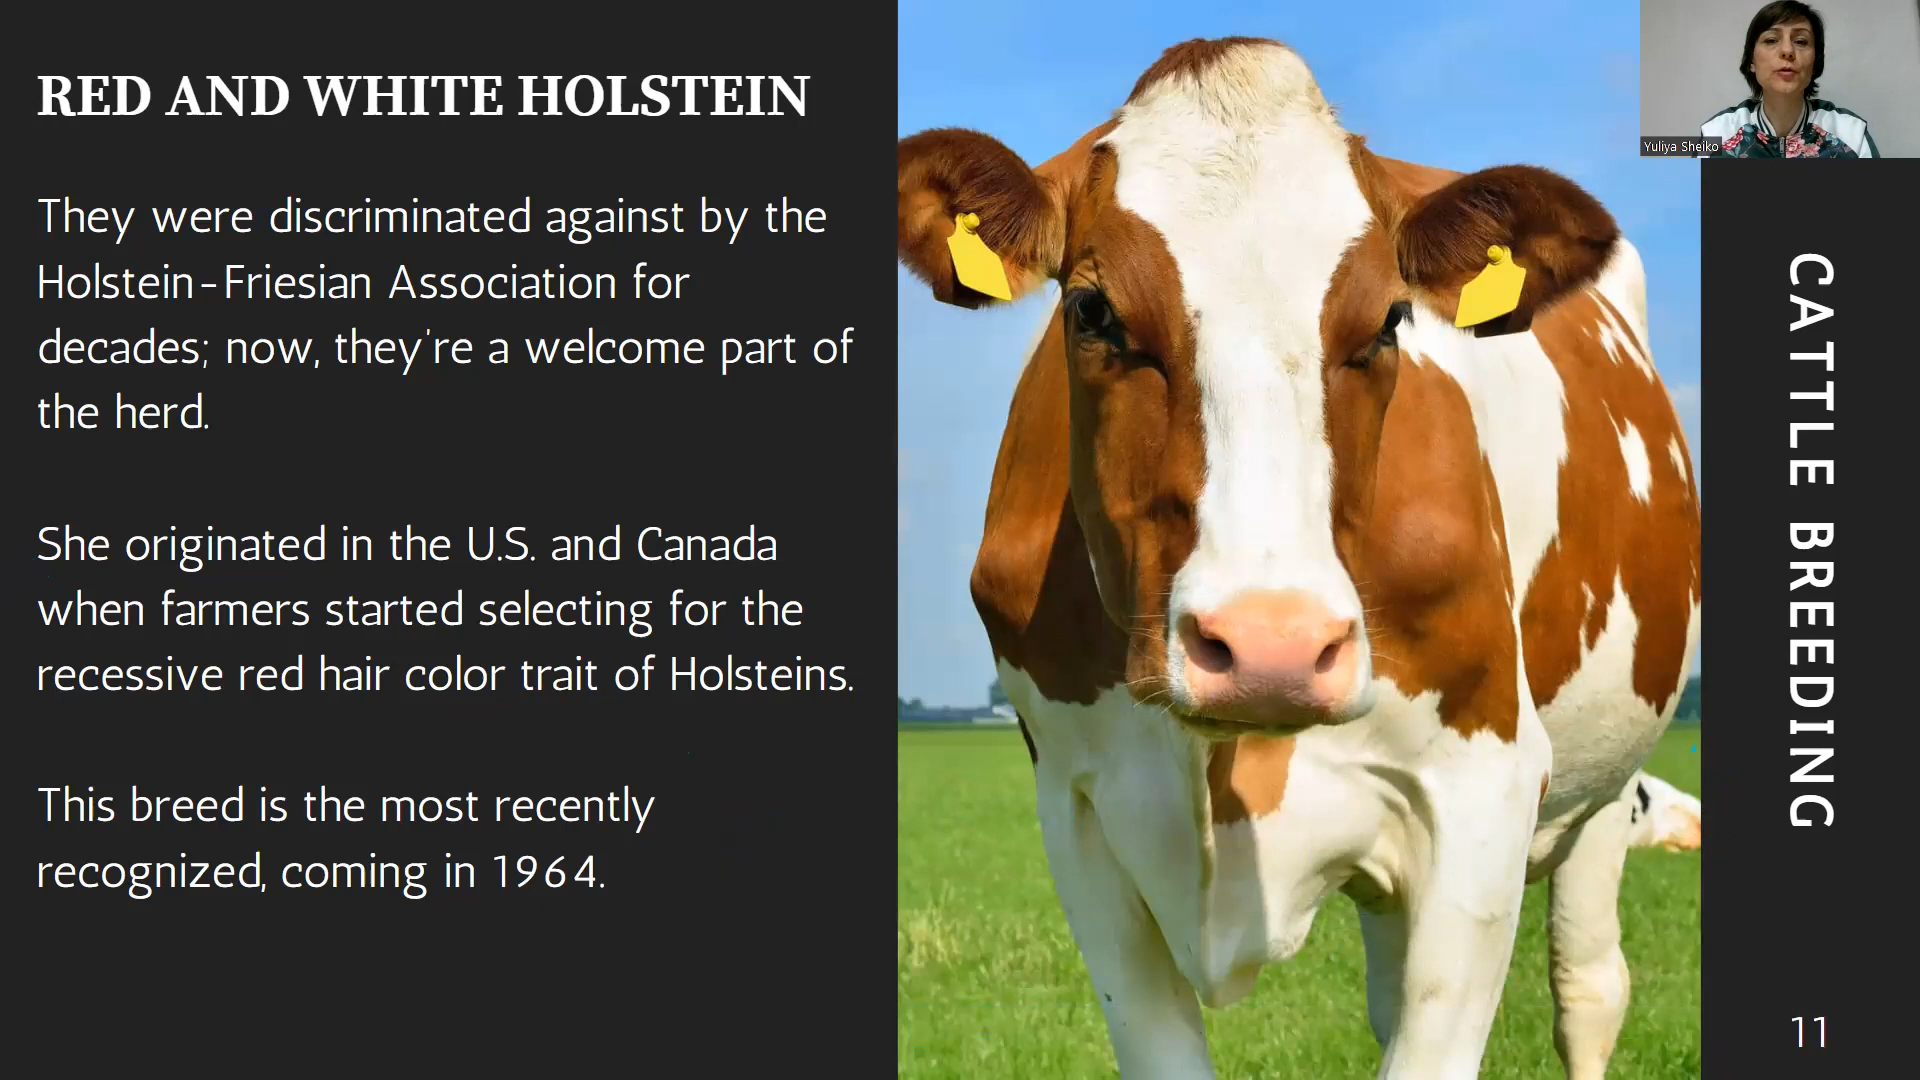 RED AND WHITE HOLSTEIN
They were discriminated against by the
Holstein-Friesian Association for
decades; now, they're a welcome part of
the herd.
She originated in the U.S. and Canada
when farmers started selecting for the
recessive red hair color trait of Holsteins.
This breed is the most recently
recognized, coming in 1964.
Yuliya Sheiko
CATTLE BREEDING
11